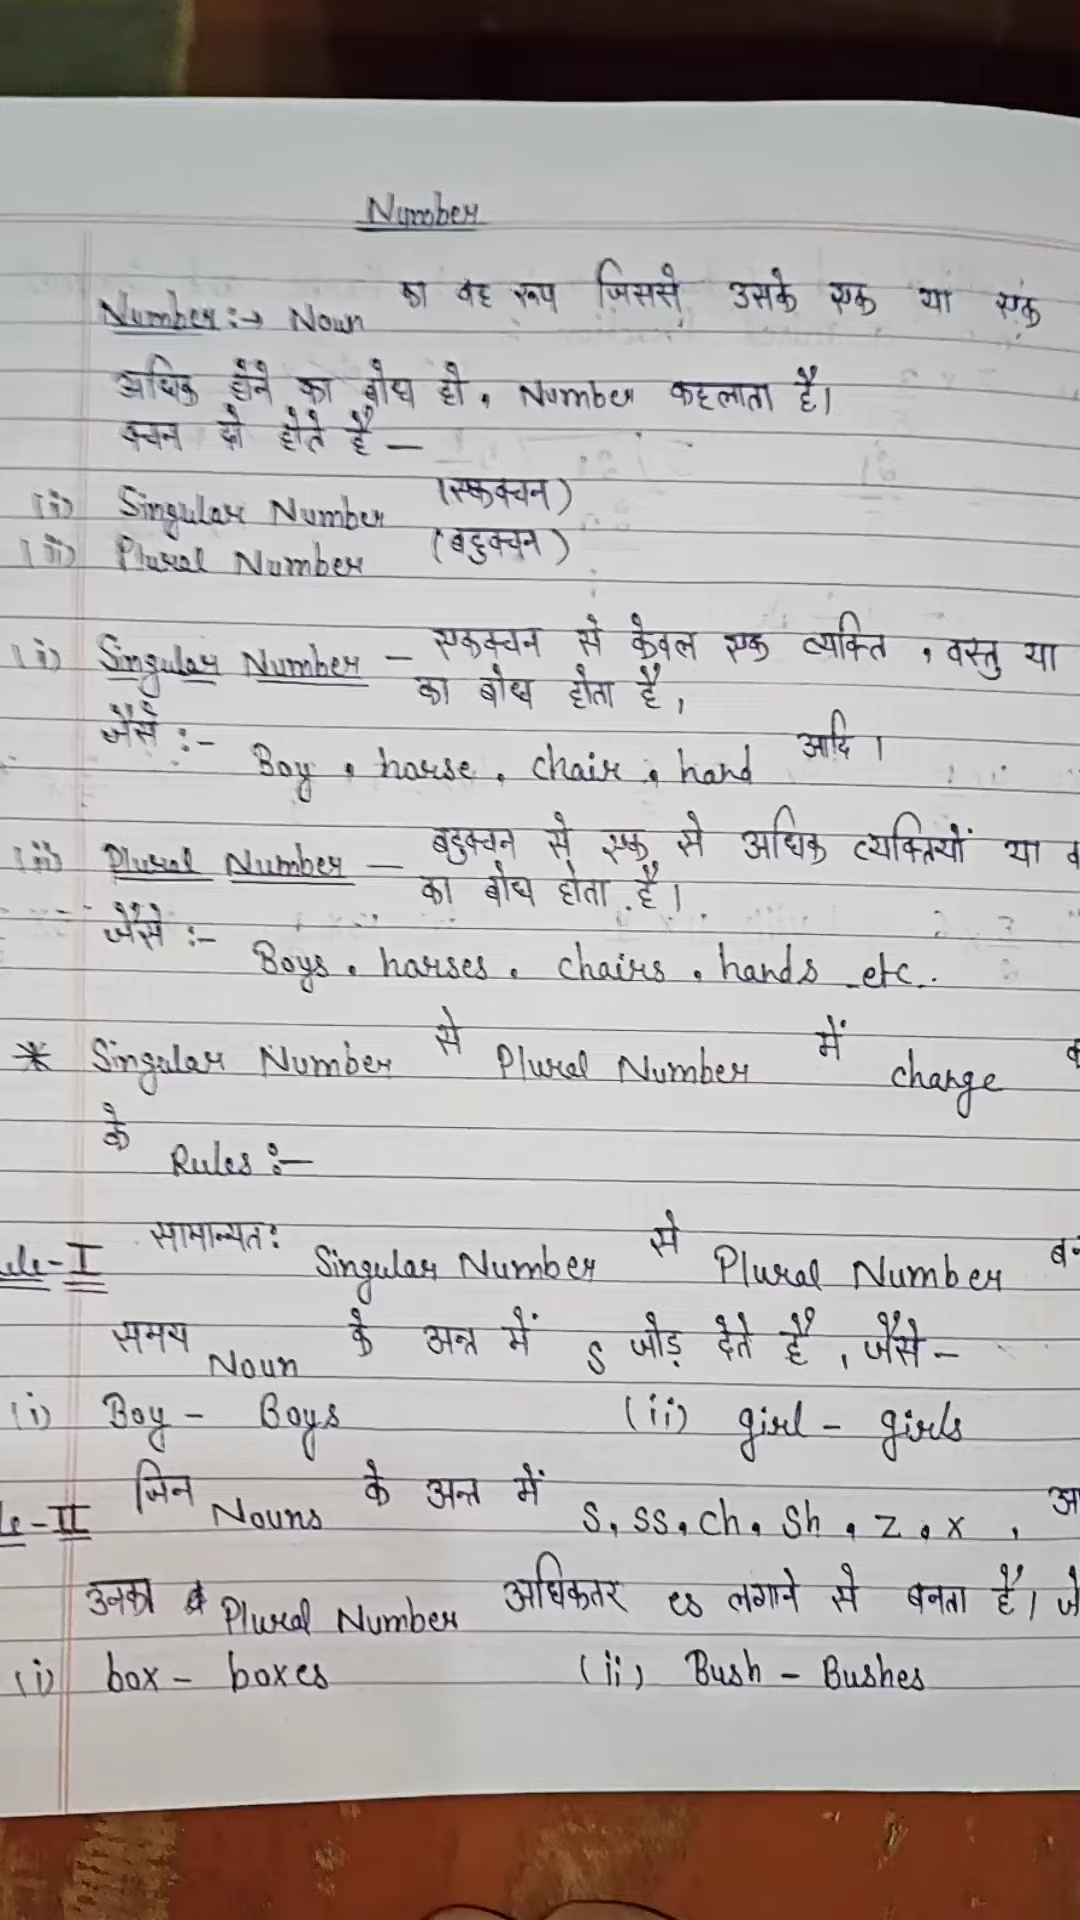 Number
Number:→ Noun का वह रूप जिससे उसके एक या एक
अधिक होने का बोध हो, Number कहलाता है।
वचन दो होते हैं –
(i) Singular Number (एकवचन)
(ii) Plural Number (बहुवचन)
(i) Singular Number – एकवचन से केवल एक व्यक्ति, वस्तु या
का बोध होता है,
जैसे :-
Boy, horse, chair, hand आदि।
(ii) Plural Number – बहुवचन से एक से अधिक व्यक्तियों या व
का बोध होता है।
जैसे :-
Boys, horses, chairs, hands etc.
* Singular Number से Plural Number में change क
के Rules :-
ule-I सामान्यतः Singular Number से Plural Number बन
समय Noun के अन्त में s जोड़ देते हैं, जैसे –
(i) Boy - Boys (ii) girl - girls
le-II जिन Nouns के अन्त में s, ss, ch, sh, z, x, आ
उनका Plural Number अधिकतर es लगाने से बनता है। जै
(i) box - boxes (ii) Bush - Bushes